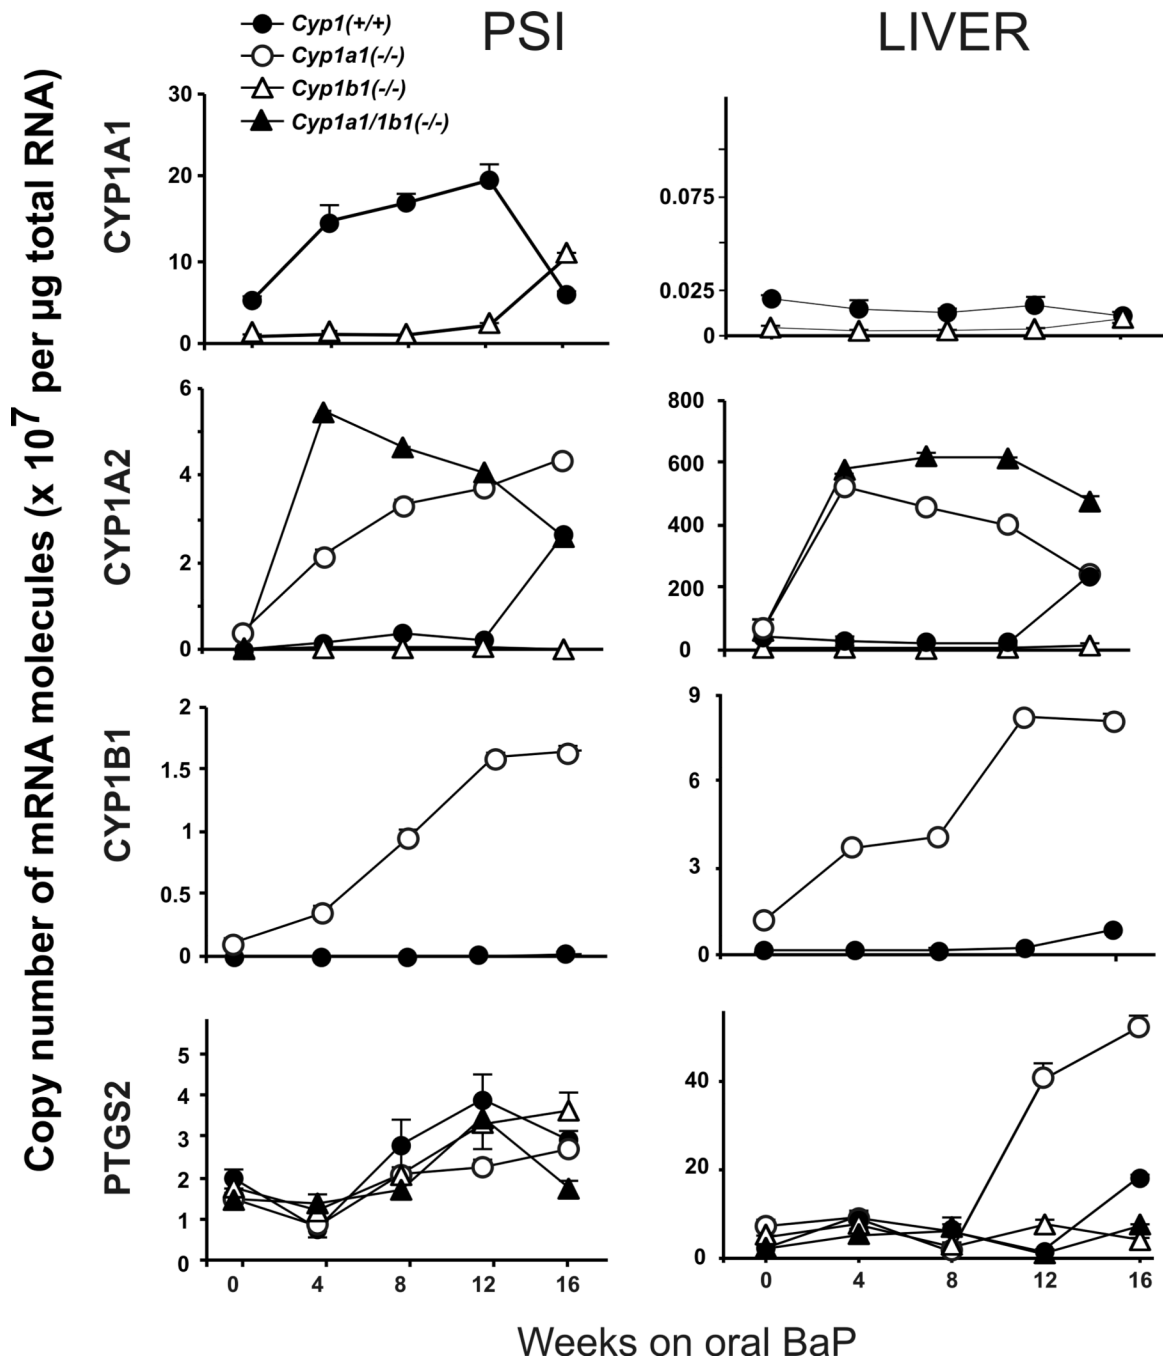 PSI
LIVER
Cyp1(+/+)
Cyp1a1(-/-)
Cyp1b1(-/-)
Cyp1a1/1b1(-/-)
Copy number of mRNA molecules (x 10^7 per µg total RNA)
CYP1A1
30
20
10
0
0.075
0.025
0
CYP1A2
6
4
2
0
800
600
400
200
0
CYP1B1
2
1.5
1
0.5
0
9
6
3
0
PTGS2
5
4
3
2
1
0
40
20
0
0 4 8 12 16
0 4 8 12 16
Weeks on oral BaP